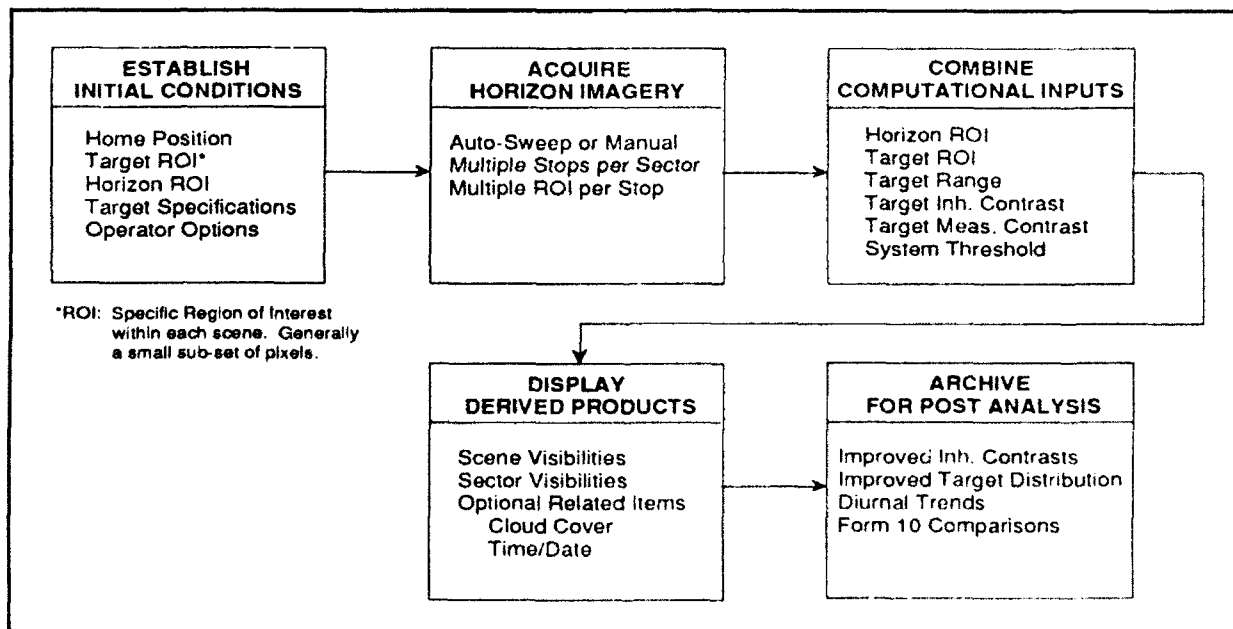 ESTABLISH
INITIAL CONDITIONS
Home Position
Target ROI*
Horizon ROI
Target Specifications
Operator Options
*ROI: Specific Region of Interest
within each scene. Generally
a small sub-set of pixels.
ACQUIRE
HORIZON IMAGERY
Auto-Sweep or Manual
Multiple Stops per Sector
Multiple ROI per Stop
COMBINE
COMPUTATIONAL INPUTS
Horizon ROI
Target ROI
Target Range
Target Inh. Contrast
Target Meas. Contrast
System Threshold
DISPLAY
DERIVED PRODUCTS
Scene Visibilities
Sector Visibilities
Optional Related Items
Cloud Cover
Time/Date
ARCHIVE
FOR POST ANALYSIS
Improved Inh. Contrasts
Improved Target Distribution
Diurnal Trends
Form 10 Comparisons